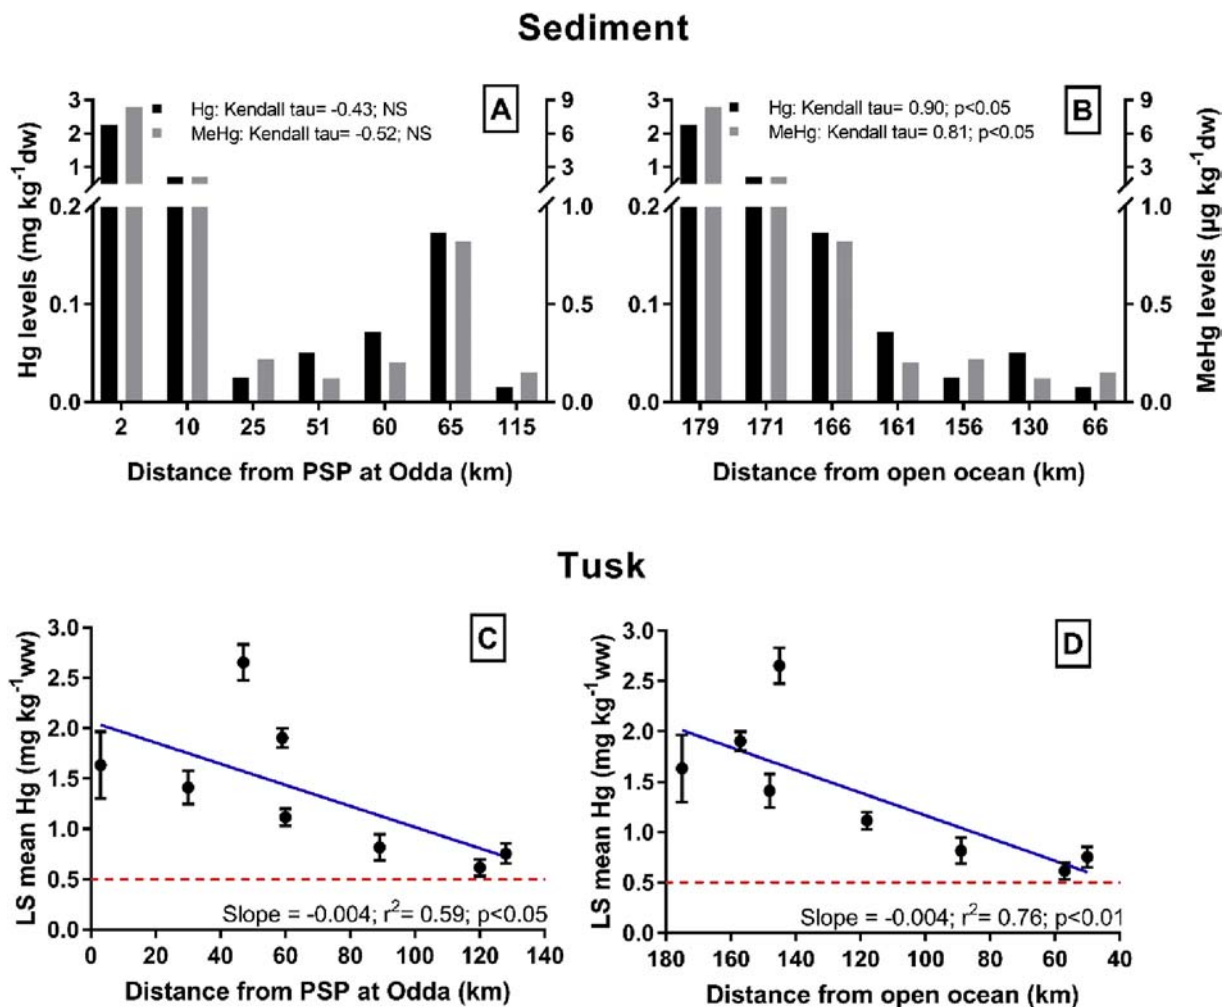 Sediment
A
Hg: Kendall tau= -0.43; NS
MeHg: Kendall tau= -0.52; NS
Hg levels (mg kg⁻¹dw)
3
2
1
0.2
0.1
0.0
9
6
3
1.0
0.5
0.0
2 10 25 51 60 65 115
Distance from PSP at Odda (km)
B
Hg: Kendall tau= 0.90; p<0.05
MeHg: Kendall tau= 0.81; p<0.05
3
2
1
0.2
0.1
0.0
9
6
3
1.0
0.5
0.0
MeHg levels (µg kg⁻¹dw)
179 171 166 161 156 130 66
Distance from open ocean (km)
Tusk
C
LS mean Hg (mg kg⁻¹ww)
3.0
2.5
2.0
1.5
1.0
0.5
0.0
Slope = -0.004; r²= 0.59; p<0.05
0 20 40 60 80 100 120 140
Distance from PSP at Odda (km)
D
LS mean Hg (mg kg⁻¹ww)
3.0
2.5
2.0
1.5
1.0
0.5
0.0
Slope = -0.004; r²= 0.76; p<0.01
180 160 140 120 100 80 60 40
Distance from open ocean (km)